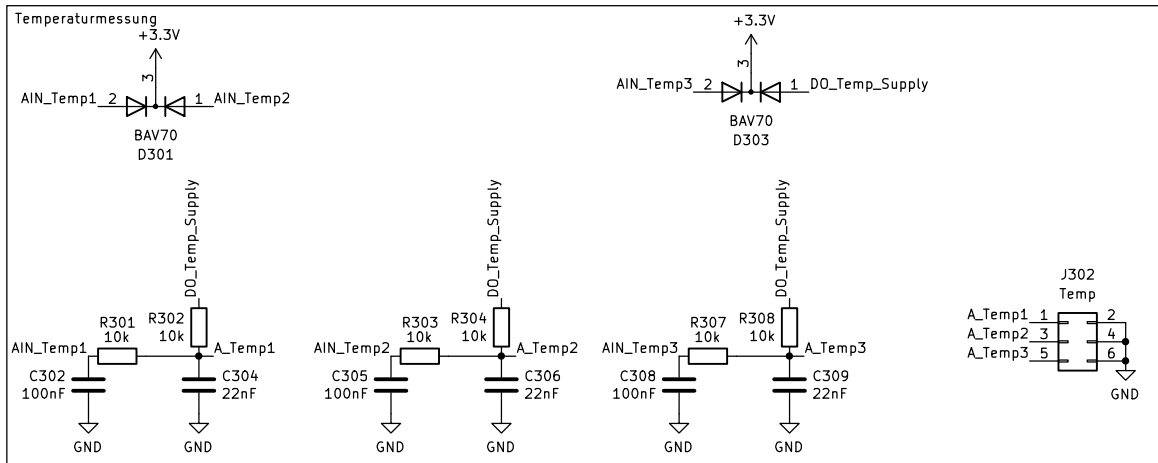 Temperaturmessung
+3.3V
3
AIN_Temp1 2 1 AIN_Temp2
BAV70
D301
+3.3V
3
AIN_Temp3 2 1 DO_Temp_Supply
BAV70
D303
DO_Temp_Supply
R301
10k
R302
10k
AIN_Temp1
A_Temp1
C302
100nF
C304
22nF
GND
GND
DO_Temp_Supply
R303
10k
R304
10k
AIN_Temp2
A_Temp2
C305
100nF
C306
22nF
GND
GND
DO_Temp_Supply
R307
10k
R308
10k
AIN_Temp3
A_Temp3
C308
100nF
C309
22nF
GND
GND
J302
Temp
A_Temp1 1 2
A_Temp2 3 4
A_Temp3 5 6
GND